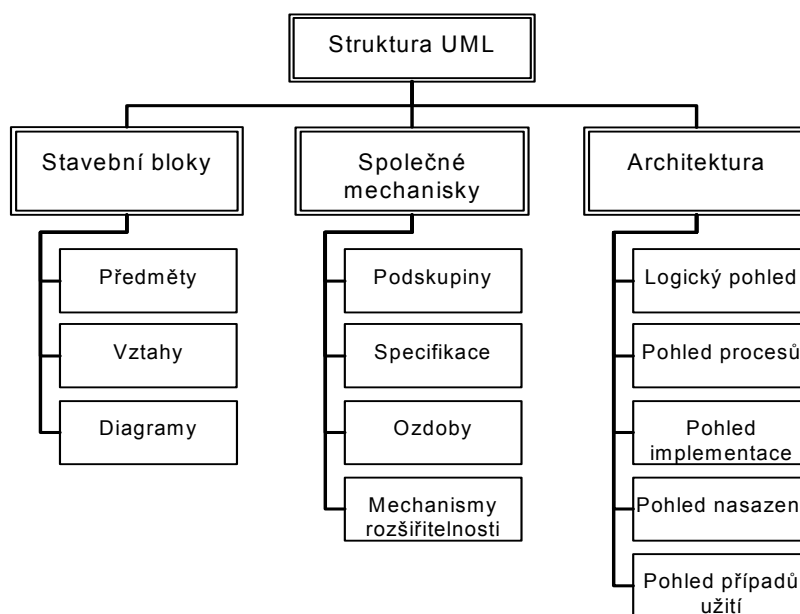 Struktura UML
Stavební bloky
Společné
mechanisky
Architektura
Předměty
Vztahy
Diagramy
Podskupiny
Specifikace
Ozdoby
Mechanismy
rozšiřitelnosti
Logický pohled
Pohled procesů
Pohled
implementace
Pohled nasazen
Pohled případů
užití